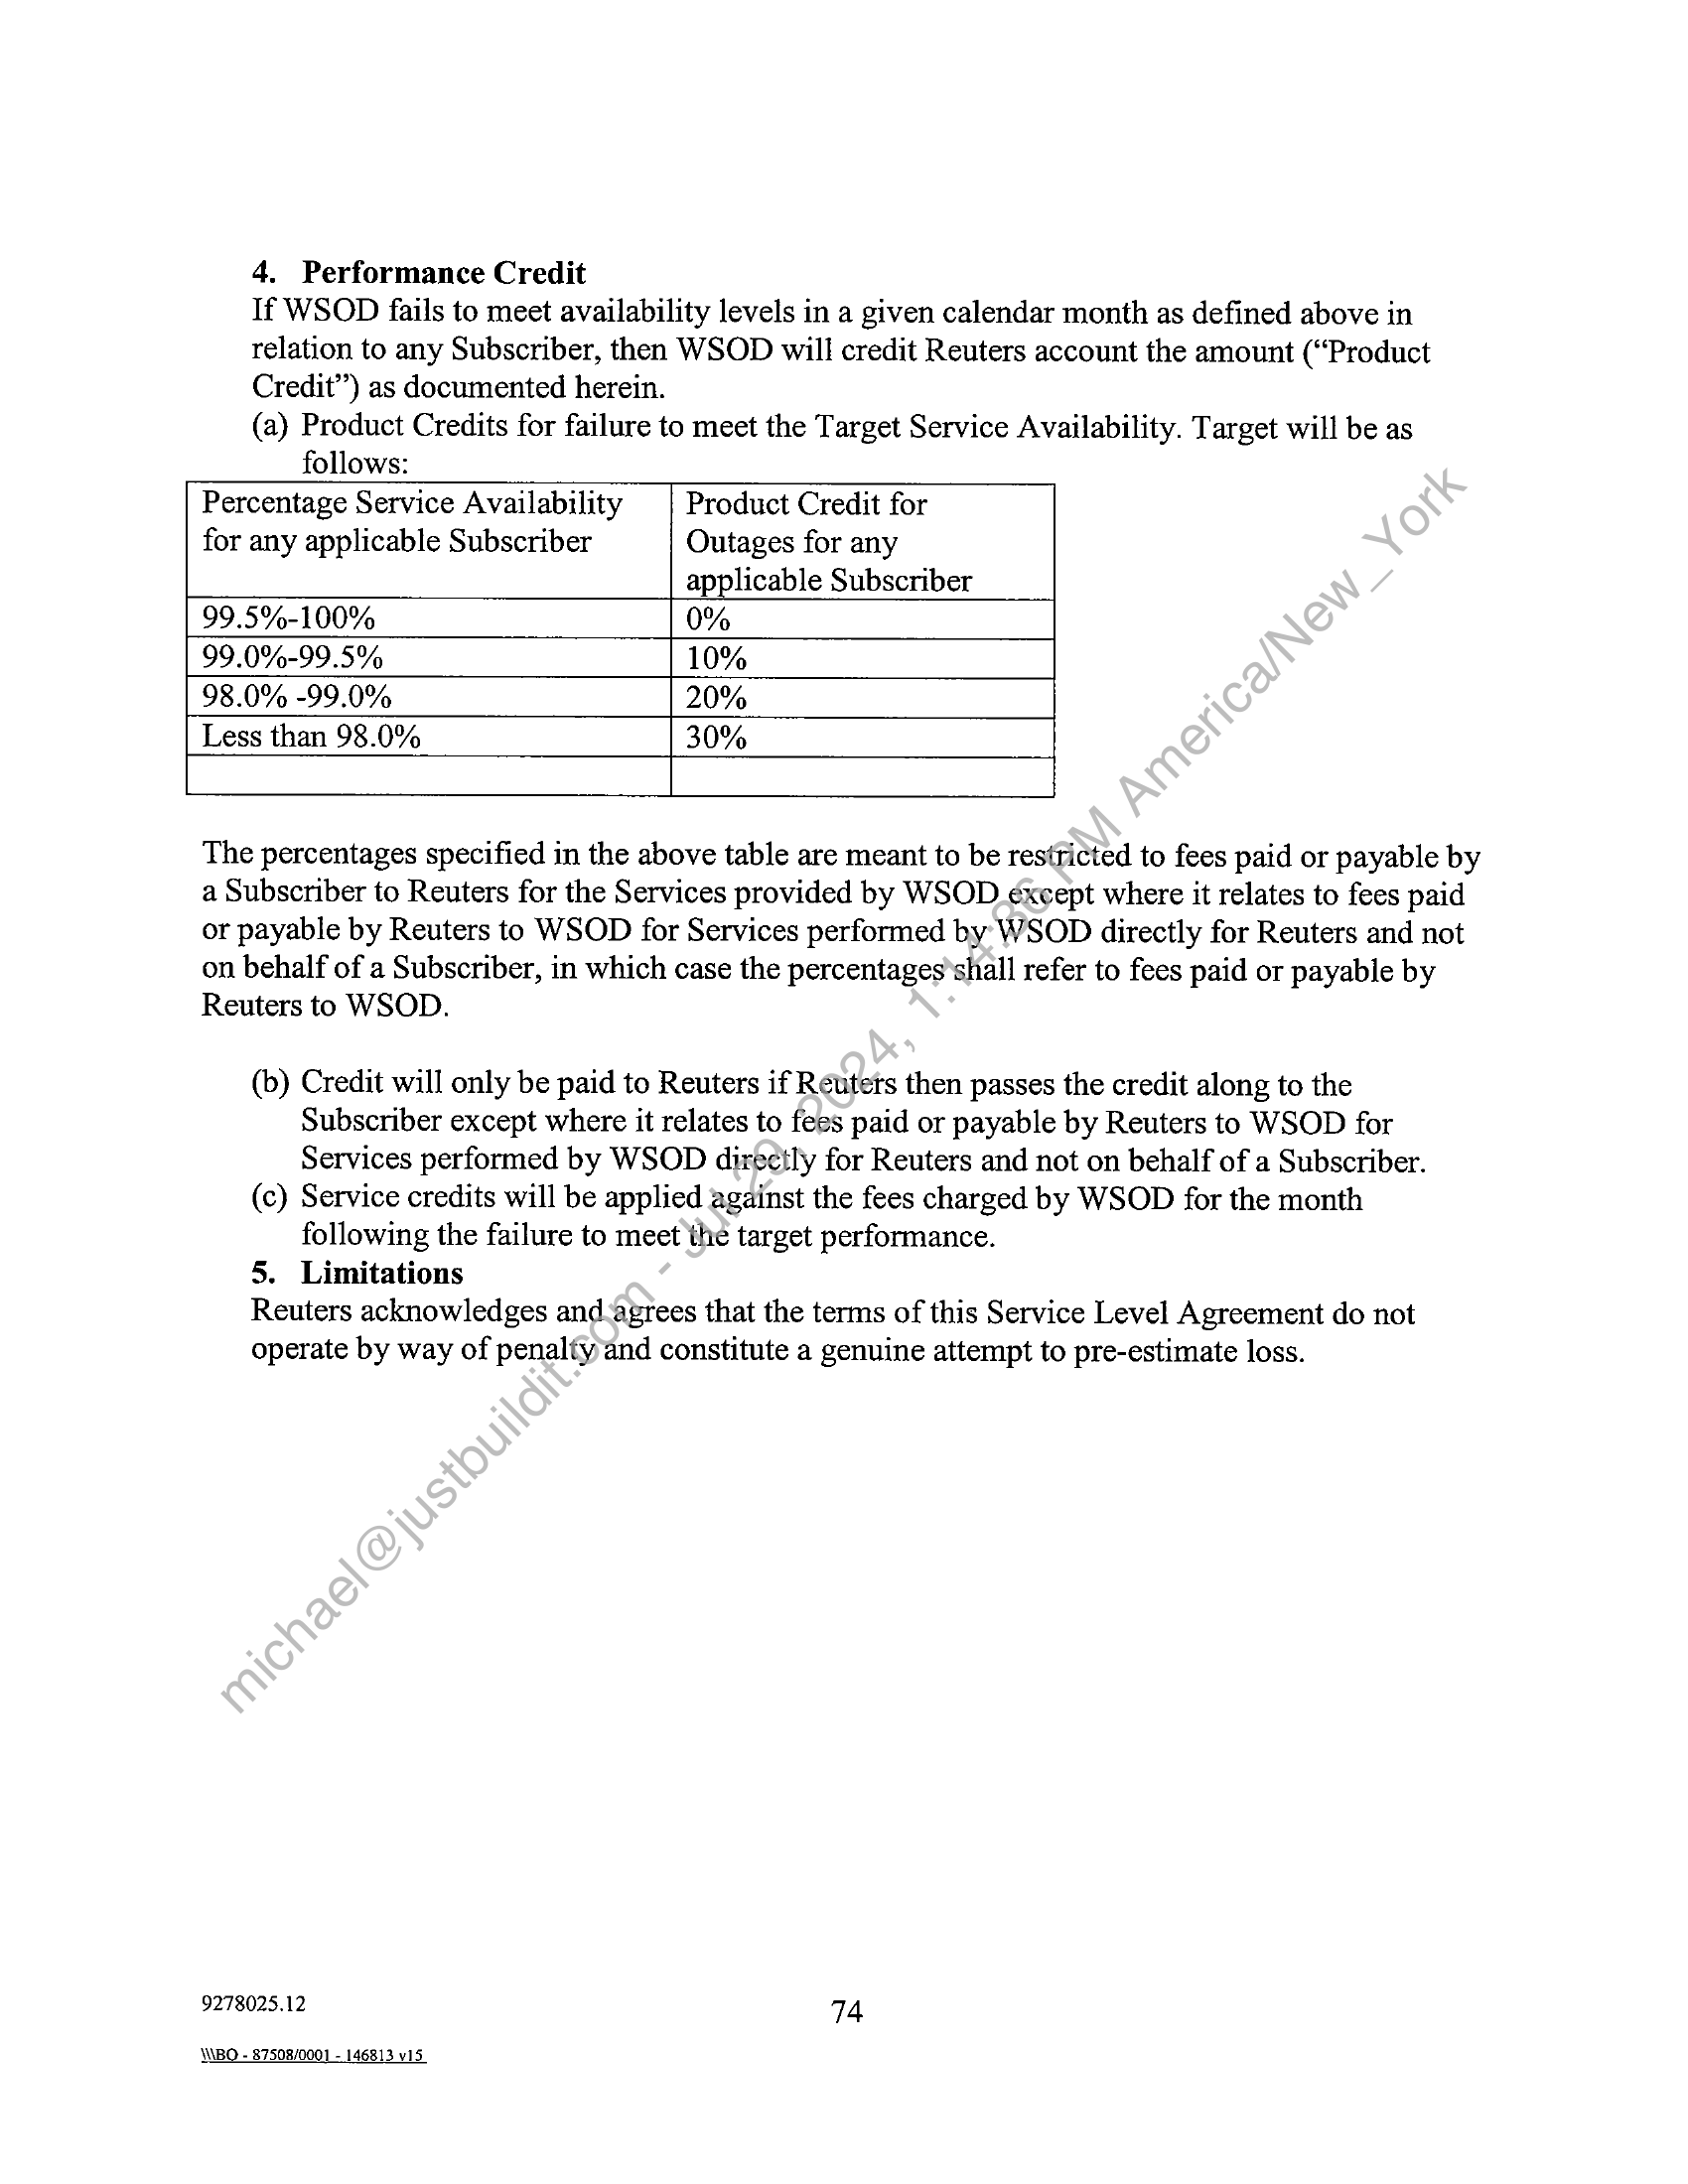 4. Performance Credit
If WSOD fails to meet availability levels in a given calendar month as defined above in
relation to any Subscriber, then WSOD will credit Reuters account the amount (“Product
Credit”) as documented herein.
(a) Product Credits for failure to meet the Target Service Availability. Target will be as
follows:
Percentage Service Availability
for any applicable Subscriber
Product Credit for
Outages for any
applicable Subscriber
99.5%-100% 0%
99.0%-99.5% 10%
98.0% -99.0% 20%
Less than 98.0% 30%
The percentages specified in the above table are meant to be restricted to fees paid or payable by
a Subscriber to Reuters for the Services provided by WSOD except where it relates to fees paid
or payable by Reuters to WSOD for Services performed by WSOD directly for Reuters and not
on behalf of a Subscriber, in which case the percentages shall refer to fees paid or payable by
Reuters to WSOD.
(b) Credit will only be paid to Reuters if Reuters then passes the credit along to the
Subscriber except where it relates to fees paid or payable by Reuters to WSOD for
Services performed by WSOD directly for Reuters and not on behalf of a Subscriber.
(c) Service credits will be applied against the fees charged by WSOD for the month
following the failure to meet the target performance.
5. Limitations
Reuters acknowledges and agrees that the terms of this Service Level Agreement do not
operate by way of penalty and constitute a genuine attempt to pre-estimate loss.
michael@justbuildit.com - Jul 29, 2024, 1:14:36 PM America/New_York
9278025.12
74
\\\BO - 87508/0001 - 146813 v15